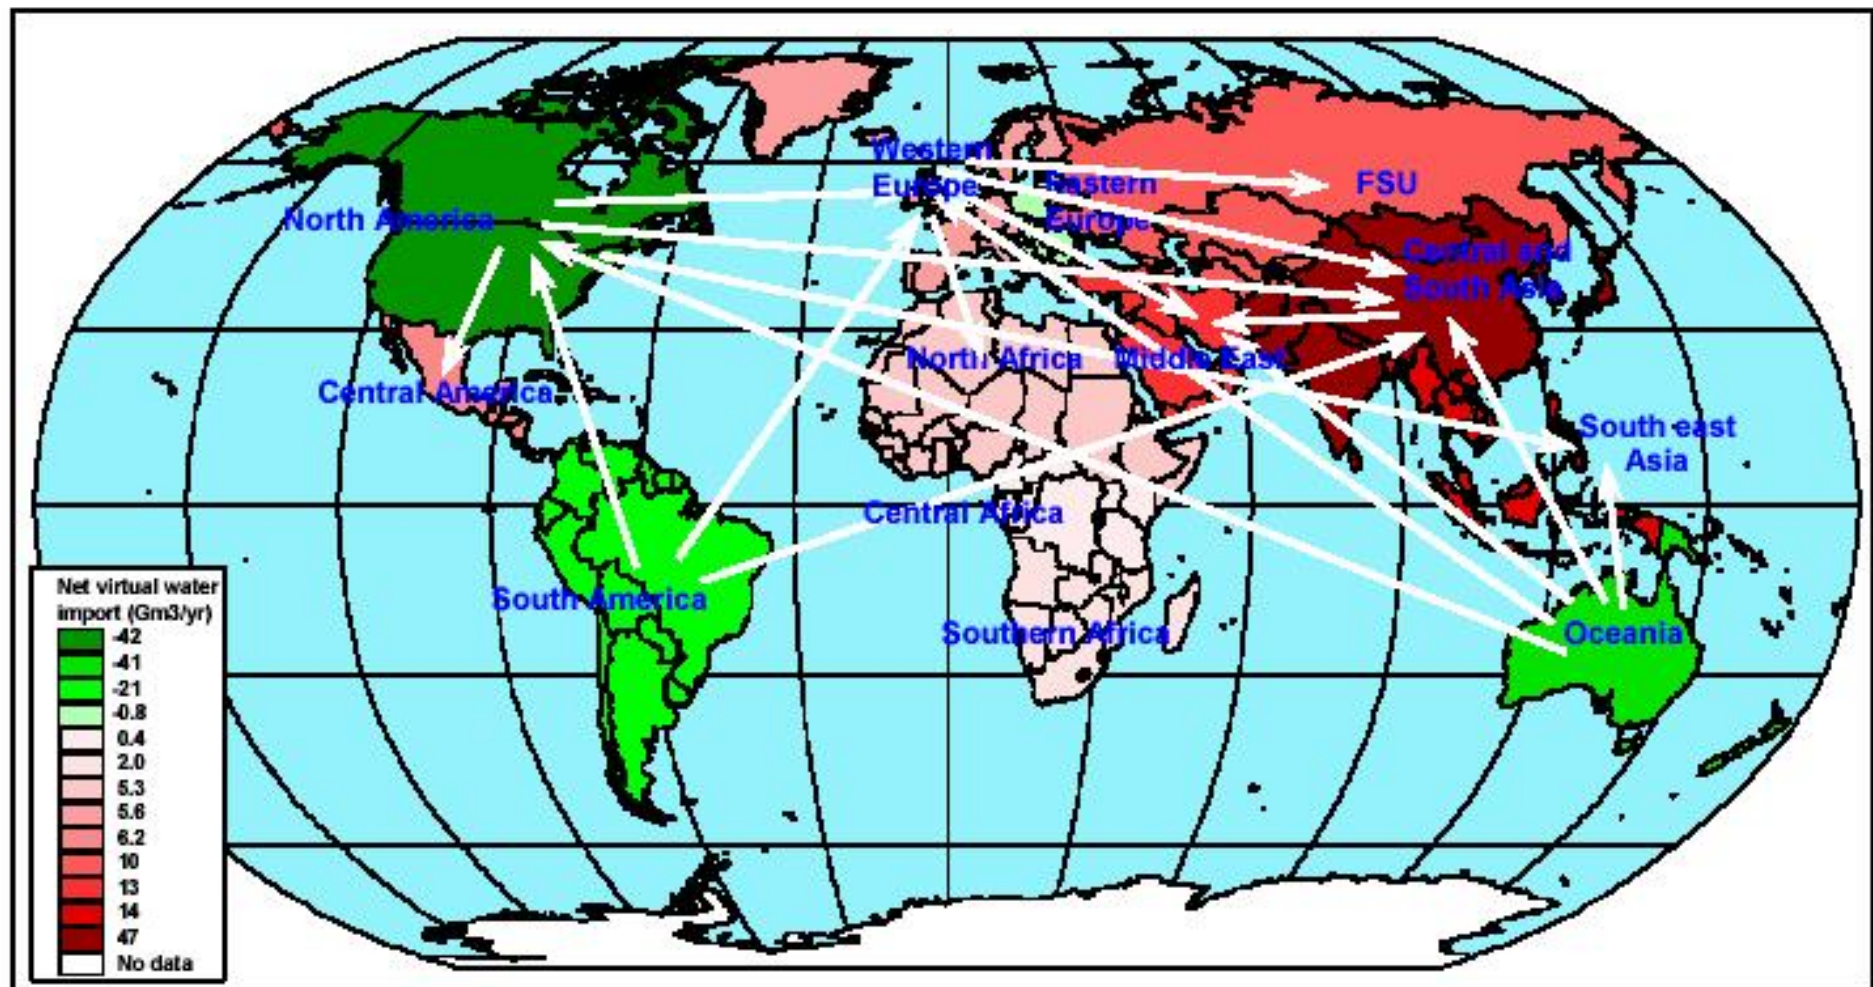 Western
Europe
Eastern
Europe
FSU
North America
Central and
South Asia
North Africa
Middle East
Central America
South east
Asia
Central Africa
South America
Southern Africa
Oceania
Net virtual water
import (Gm3/yr)
-42
-41
-21
-0.8
0.4
2.0
5.3
5.6
6.2
10
13
14
47
No data